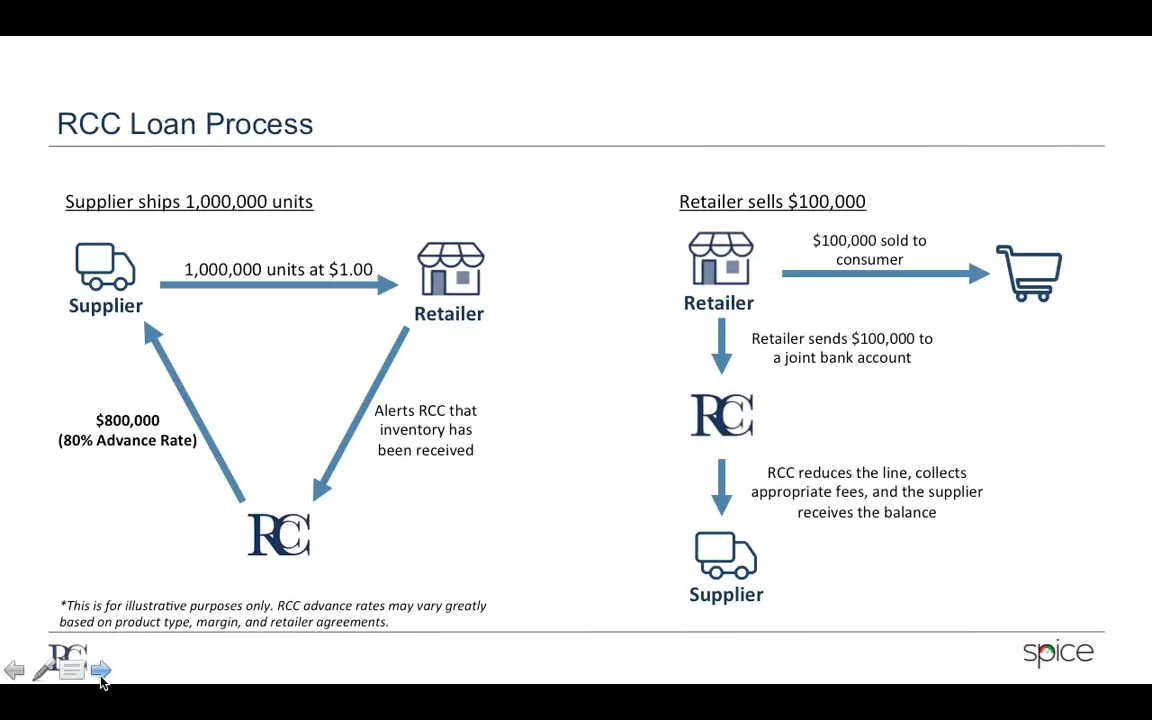 RCC Loan Process
Supplier ships 1,000,000 units
1,000,000 units at $1.00
Supplier
Retailer
$800,000
(80% Advance Rate)
Alerts RCC that
inventory has
been received
RCC
*This is for illustrative purposes only. RCC advance rates may vary greatly
based on product type, margin, and retailer agreements.
Retailer sells $100,000
$100,000 sold to
consumer
Retailer
Retailer sends $100,000 to
a joint bank account
RCC
RCC reduces the line, collects
appropriate fees, and the supplier
receives the balance
Supplier
RCC
spice